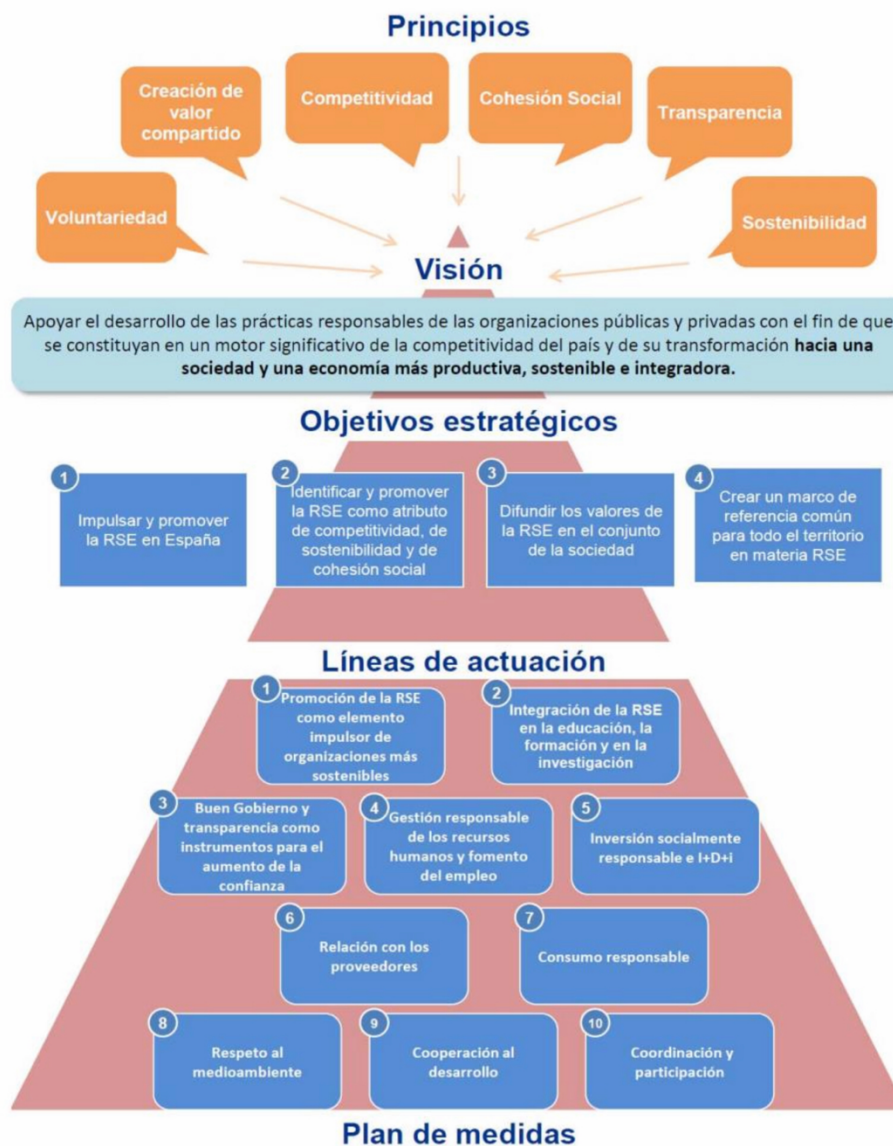 Principios
Creación de
valor
compartido
Competitividad
Cohesión Social
Transparencia
Voluntariedad
Sostenibilidad
Visión
Apoyar el desarrollo de las prácticas responsables de las organizaciones públicas y privadas con el fin de que
se constituyan en un motor significativo de la competitividad del país y de su transformación hacia una
sociedad y una economía más productiva, sostenible e integradora.
Objetivos estratégicos
1
Impulsar y promover
la RSE en España
2
Identificar y promover
la RSE como atributo
de competitividad, de
sostenibilidad y de
cohesión social
3
Difundir los valores de
la RSE en el conjunto
de la sociedad
4
Crear un marco de
referencia común
para todo el territorio
en materia RSE
Líneas de actuación
1
Promoción de la RSE
como elemento
impulsor de
organizaciones más
sostenibles
2
Integración de la RSE
en la educación, la
formación y en la
investigación
3
Buen Gobierno y
transparencia como
instrumentos para el
aumento de la
confianza
4
Gestión responsable
de los recursos
humanos y fomento
del empleo
5
Inversión socialmente
responsable e I+D+i
6
Relación con los
proveedores
7
Consumo responsable
8
Respeto al
medioambiente
9
Cooperación al
desarrollo
10
Coordinación y
participación
Plan de medidas